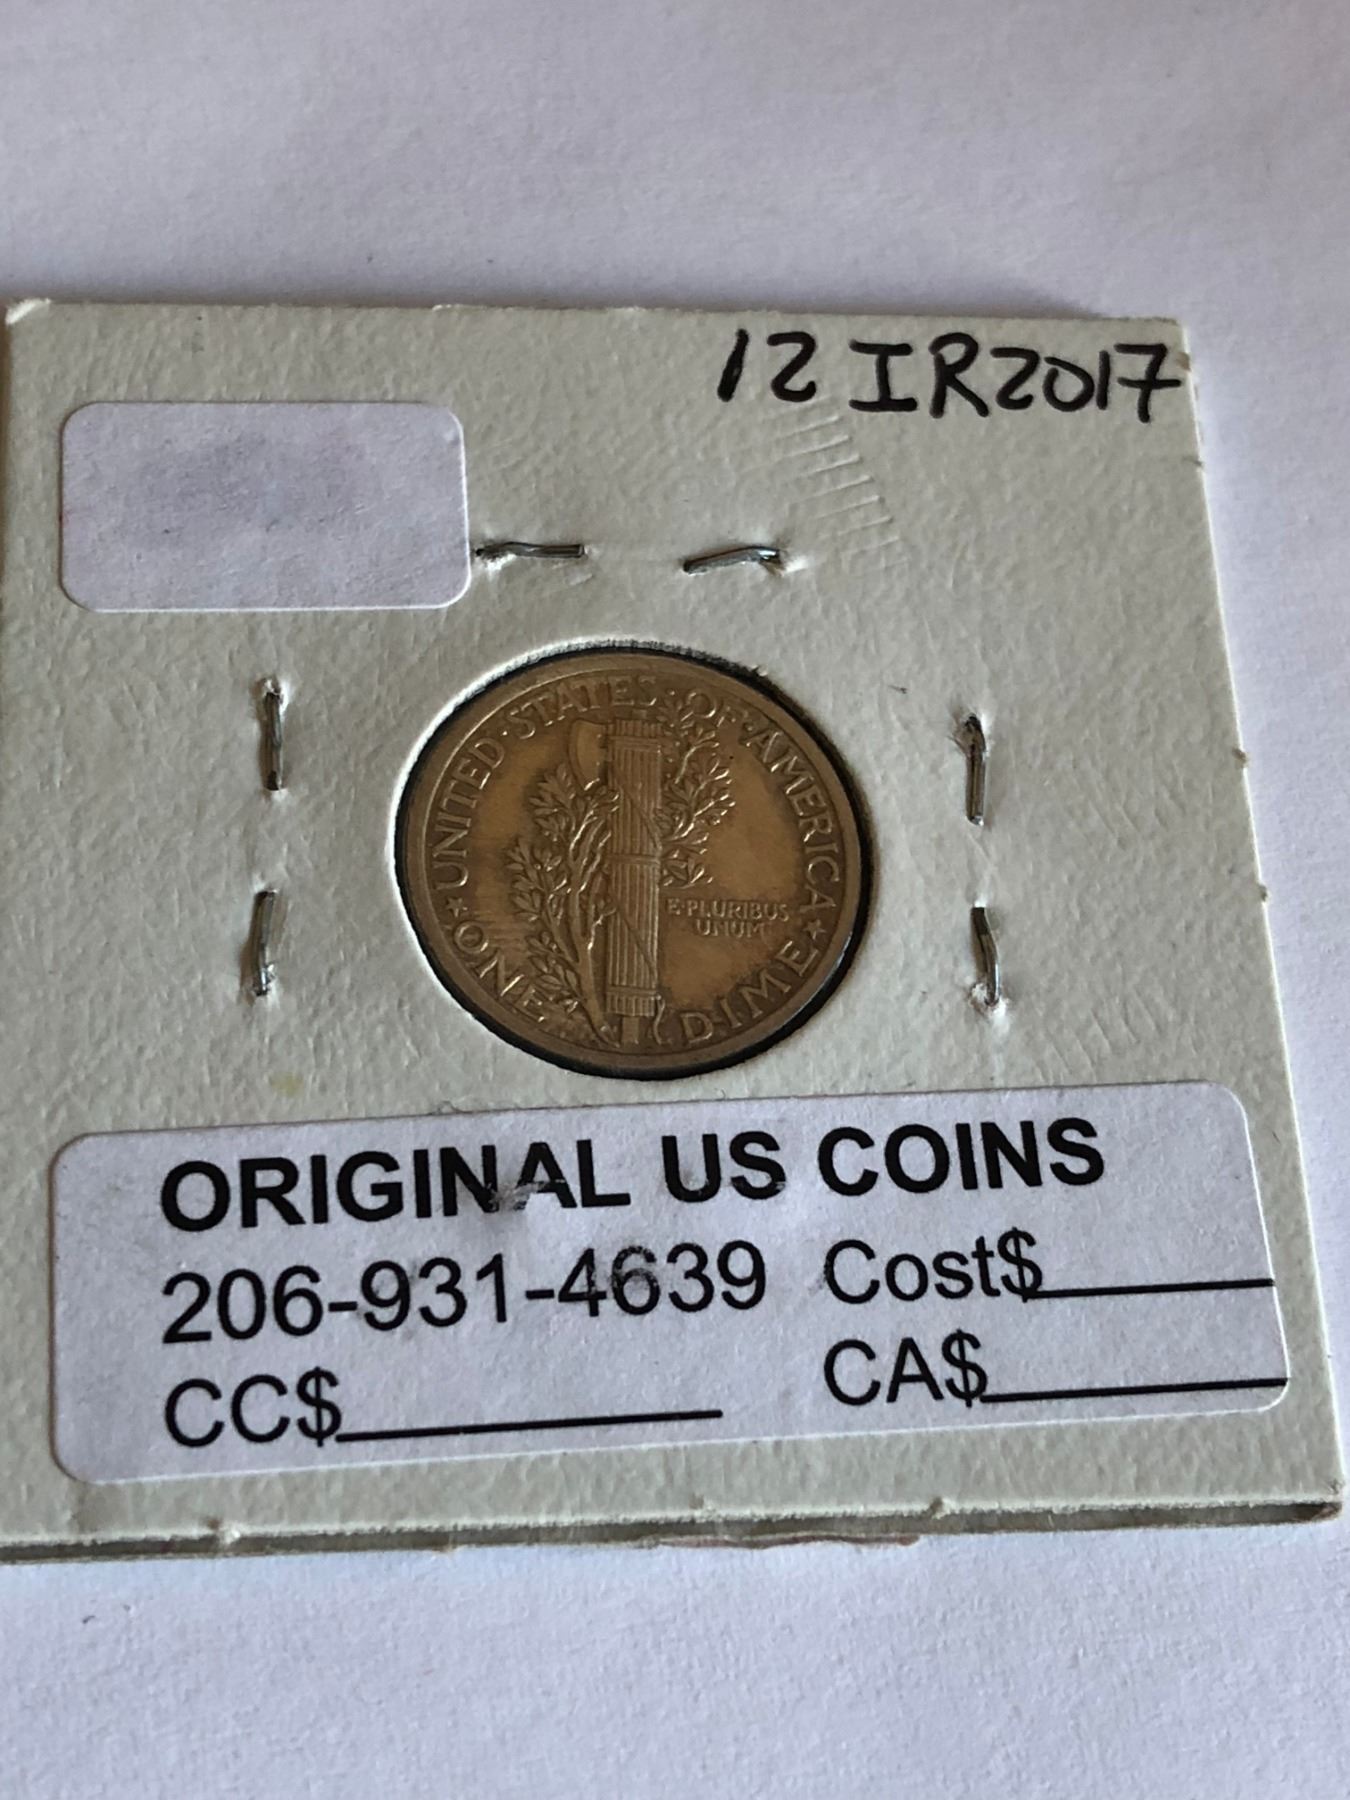 12 IR2017
UNITED·STATES·OF·AMERICA
E·PLURIBUS
UNUM
ONE DIME
ORIGINAL US COINS
206-931-4639 Cost$
CC$ CA$